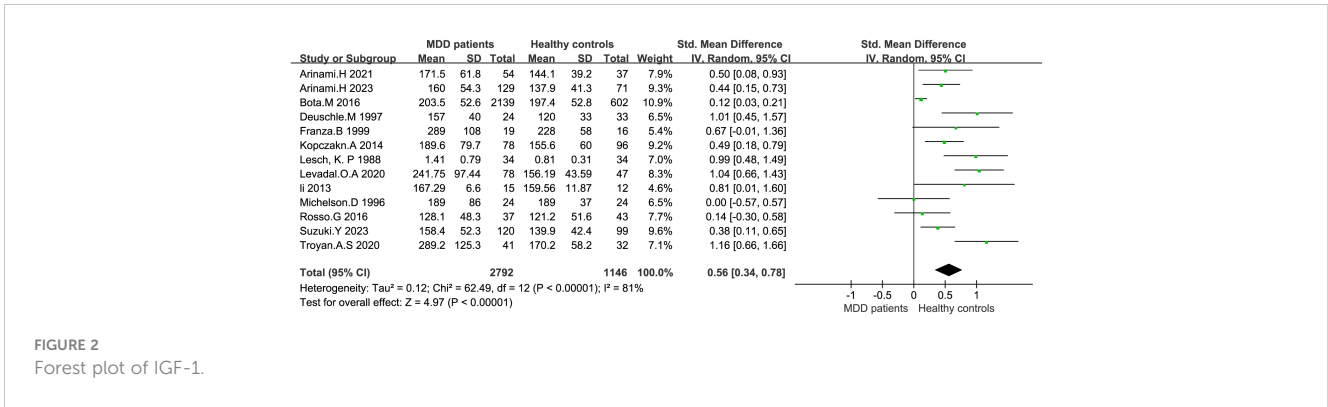 MDD patients Healthy controls Std. Mean Difference Std. Mean Difference
Study or Subgroup Mean SD Total Mean SD Total Weight IV, Random, 95% CI IV, Random, 95% CI
Arinami.H 2021 171.5 61.8 54 144.1 39.2 37 7.9% 0.50 [0.08, 0.93]
Arinami.H 2023 160 54.3 129 137.9 41.3 71 9.3% 0.44 [0.15, 0.73]
Bota.M 2016 203.5 52.6 2139 197.4 52.8 602 10.9% 0.12 [0.03, 0.21]
Deuschle.M 1997 157 40 24 120 33 33 6.5% 1.01 [0.45, 1.57]
Franza.B 1999 289 108 19 228 58 16 5.4% 0.67 [-0.01, 1.36]
Kopczakn.A 2014 189.6 79.7 78 155.6 60 96 9.2% 0.49 [0.18, 0.79]
Lesch, K. P 1988 1.41 0.79 34 0.81 0.31 34 7.0% 0.99 [0.48, 1.49]
Levadal.O.A 2020 241.75 97.44 78 156.19 43.59 47 8.3% 1.04 [0.66, 1.43]
li 2013 167.29 6.6 15 159.56 11.87 12 4.6% 0.81 [0.01, 1.60]
Michelson.D 1996 189 86 24 189 37 24 6.5% 0.00 [-0.57, 0.57]
Rosso.G 2016 128.1 48.3 37 121.2 51.6 43 7.7% 0.14 [-0.30, 0.58]
Suzuki.Y 2023 158.4 52.3 120 139.9 42.4 99 9.6% 0.38 [0.11, 0.65]
Troyan.A.S 2020 289.2 125.3 41 170.2 58.2 32 7.1% 1.16 [0.66, 1.66]
Total (95% CI) 2792 1146 100.0% 0.56 [0.34, 0.78]
Heterogeneity: Tau² = 0.12; Chi² = 62.49, df = 12 (P < 0.00001); I² = 81%
Test for overall effect: Z = 4.97 (P < 0.00001)
-1 -0.5 0 0.5 1
MDD patients Healthy controls
FIGURE 2
Forest plot of IGF-1.